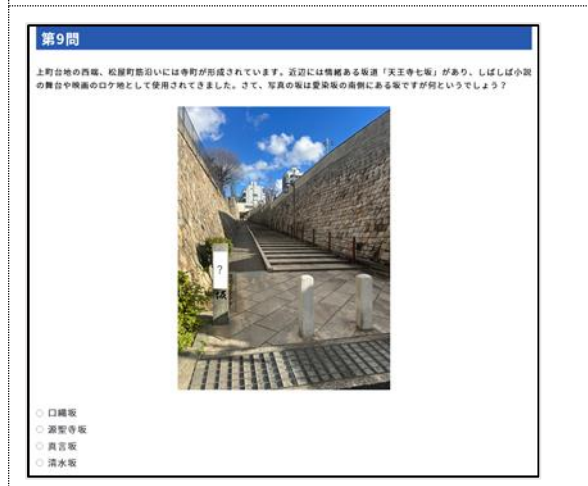 第9問
上町台地の西端、松屋町筋沿いには寺町が形成されています。近辺には情緒ある坂道「天王寺七坂」があり、しばしば小説
の舞台や映画のロケ地として使用されてきました。さて、写真の坂は愛染坂の南側にある坂ですが何というでしょう？
?
坂
口縄坂
源聖寺坂
真言坂
清水坂